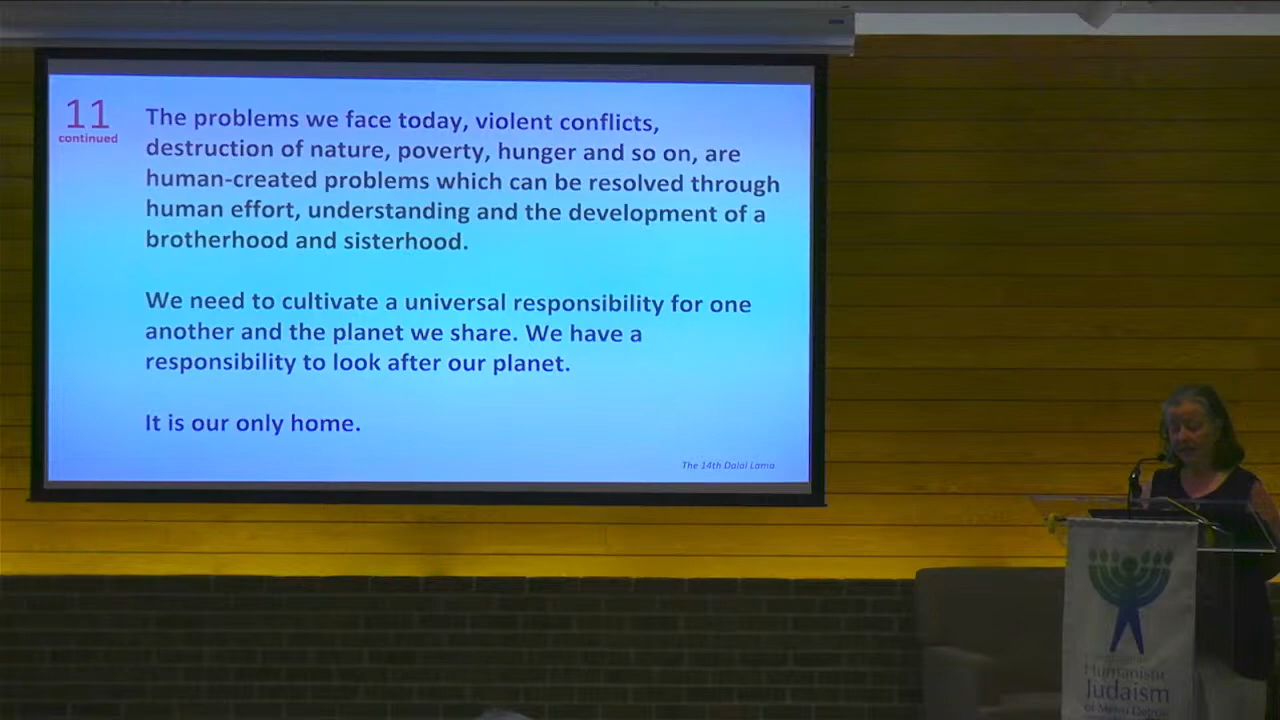 11
continued
The problems we face today, violent conflicts,
destruction of nature, poverty, hunger and so on, are
human-created problems which can be resolved through
human effort, understanding and the development of a
brotherhood and sisterhood.
We need to cultivate a universal responsibility for one
another and the planet we share. We have a
responsibility to look after our planet.
It is our only home.
The 14th Dalai Lama
Humanistic
Judaism
of Metro Detroit